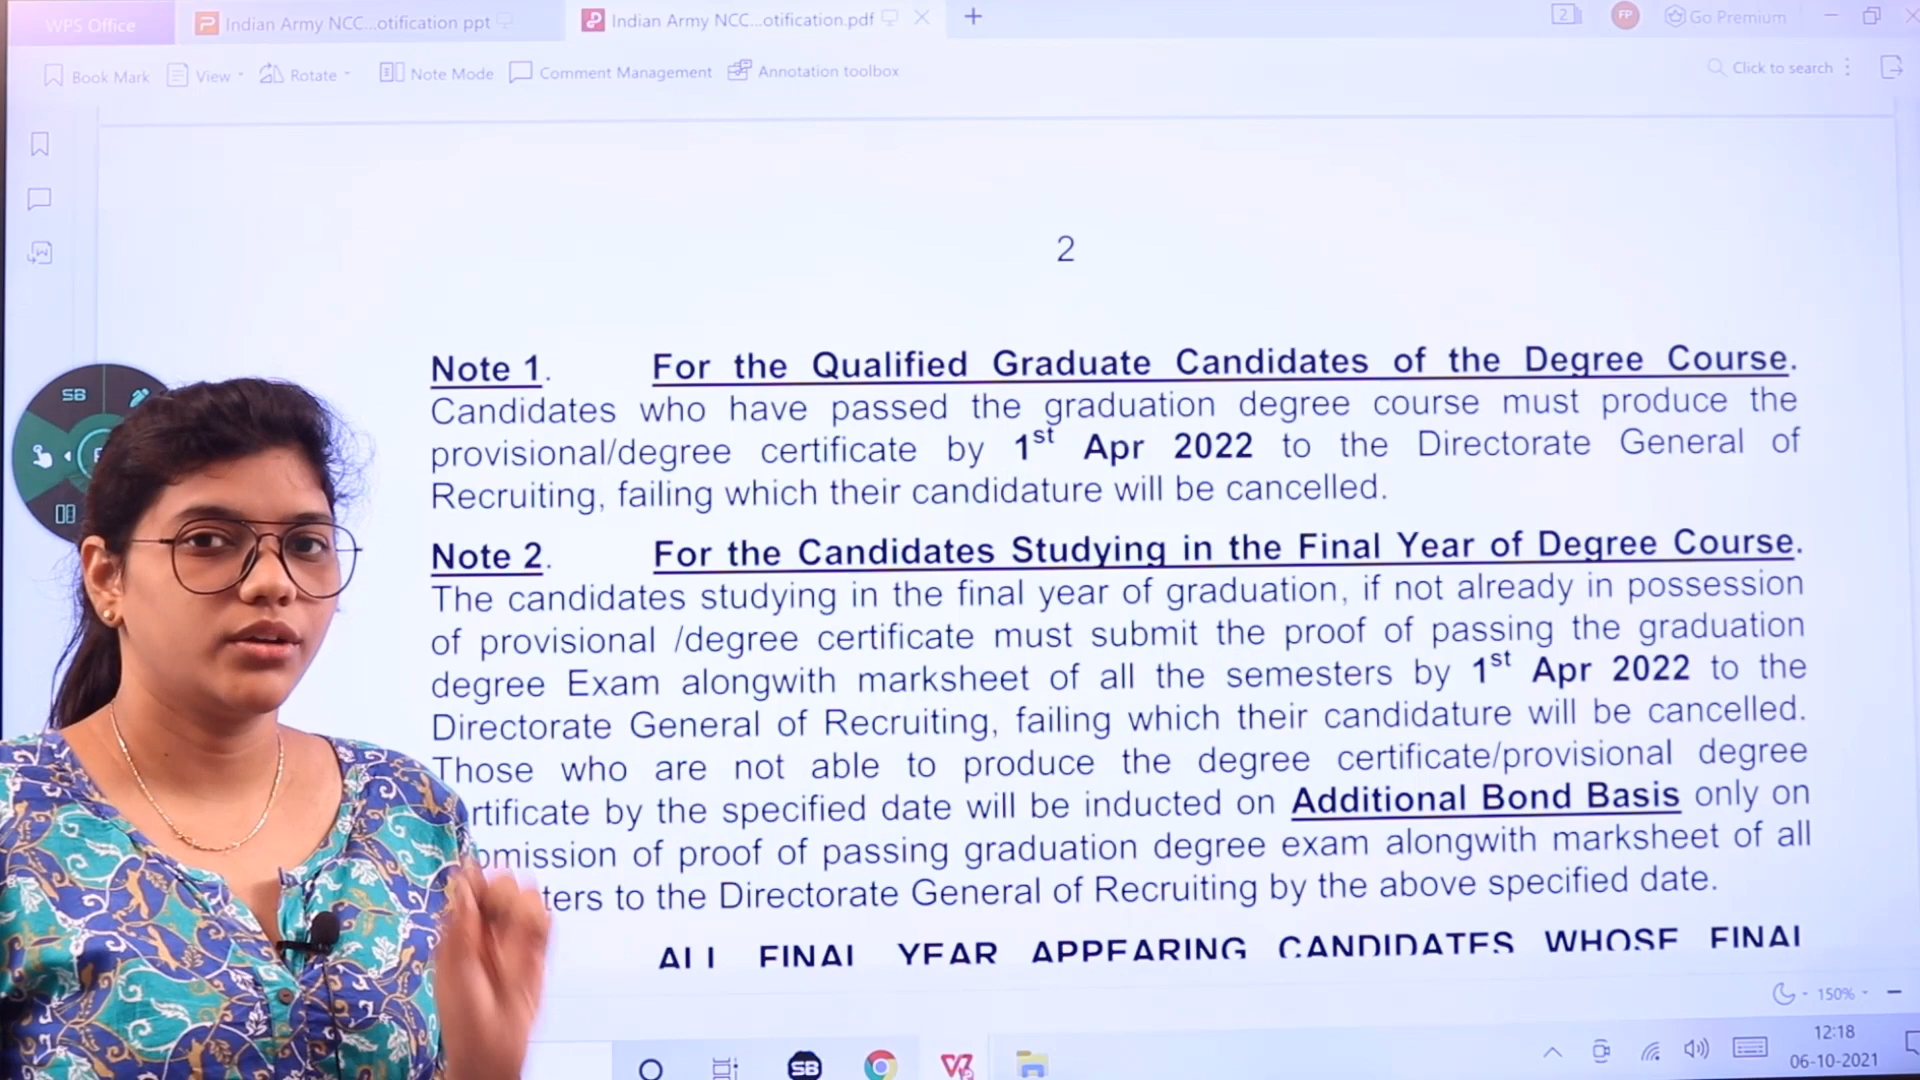 WPS Office
Indian Army NCC...otification ppt
Indian Army NCC...otification.pdf
2
FP
Go Premium
Book Mark
View
Rotate
Note Mode
Comment Management
Annotation toolbox
Click to search
2
Note 1. For the Qualified Graduate Candidates of the Degree Course.
Candidates who have passed the graduation degree course must produce the
provisional/degree certificate by 1st Apr 2022 to the Directorate General of
Recruiting, failing which their candidature will be cancelled.
Note 2. For the Candidates Studying in the Final Year of Degree Course.
The candidates studying in the final year of graduation, if not already in possession
of provisional /degree certificate must submit the proof of passing the graduation
degree Exam alongwith marksheet of all the semesters by 1st Apr 2022 to the
Directorate General of Recruiting, failing which their candidature will be cancelled.
Those who are not able to produce the degree certificate/provisional degree
rtificate by the specified date will be inducted on Additional Bond Basis only on
mission of proof of passing graduation degree exam alongwith marksheet of all
ters to the Directorate General of Recruiting by the above specified date.
ALL FINAL YEAR APPEARING CANDIDATES WHOSE FINAL
SB
150%
SB
12:18
06-10-2021